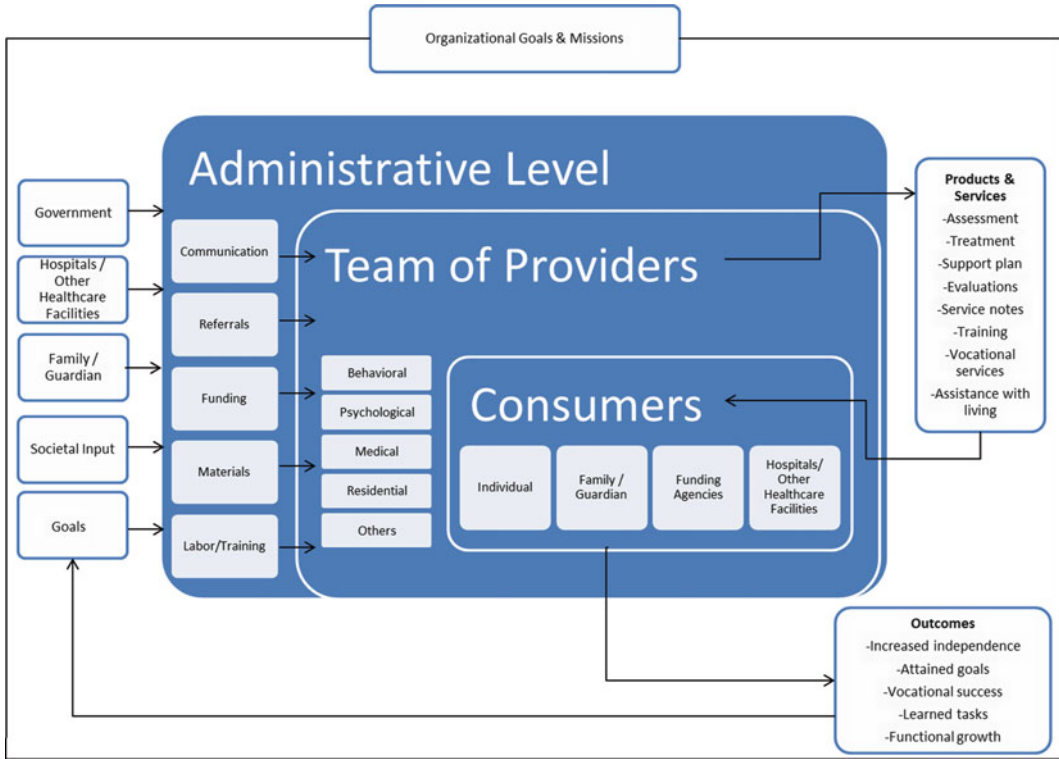 Organizational Goals & Missions
Administrative Level
Government
Hospitals /
Other
Healthcare
Facilities
Family /
Guardian
Societal Input
Goals
Communication
Referrals
Funding
Materials
Labor/Training
Team of Providers
Behavioral
Psychological
Medical
Residential
Others
Consumers
Individual
Family /
Guardian
Funding
Agencies
Hospitals/
Other
Healthcare
Facilities
Products &
Services
-Assessment
-Treatment
-Support plan
-Evaluations
-Service notes
-Training
-Vocational
services
-Assistance with
living
Outcomes
-Increased independence
-Attained goals
-Vocational success
-Learned tasks
-Functional growth